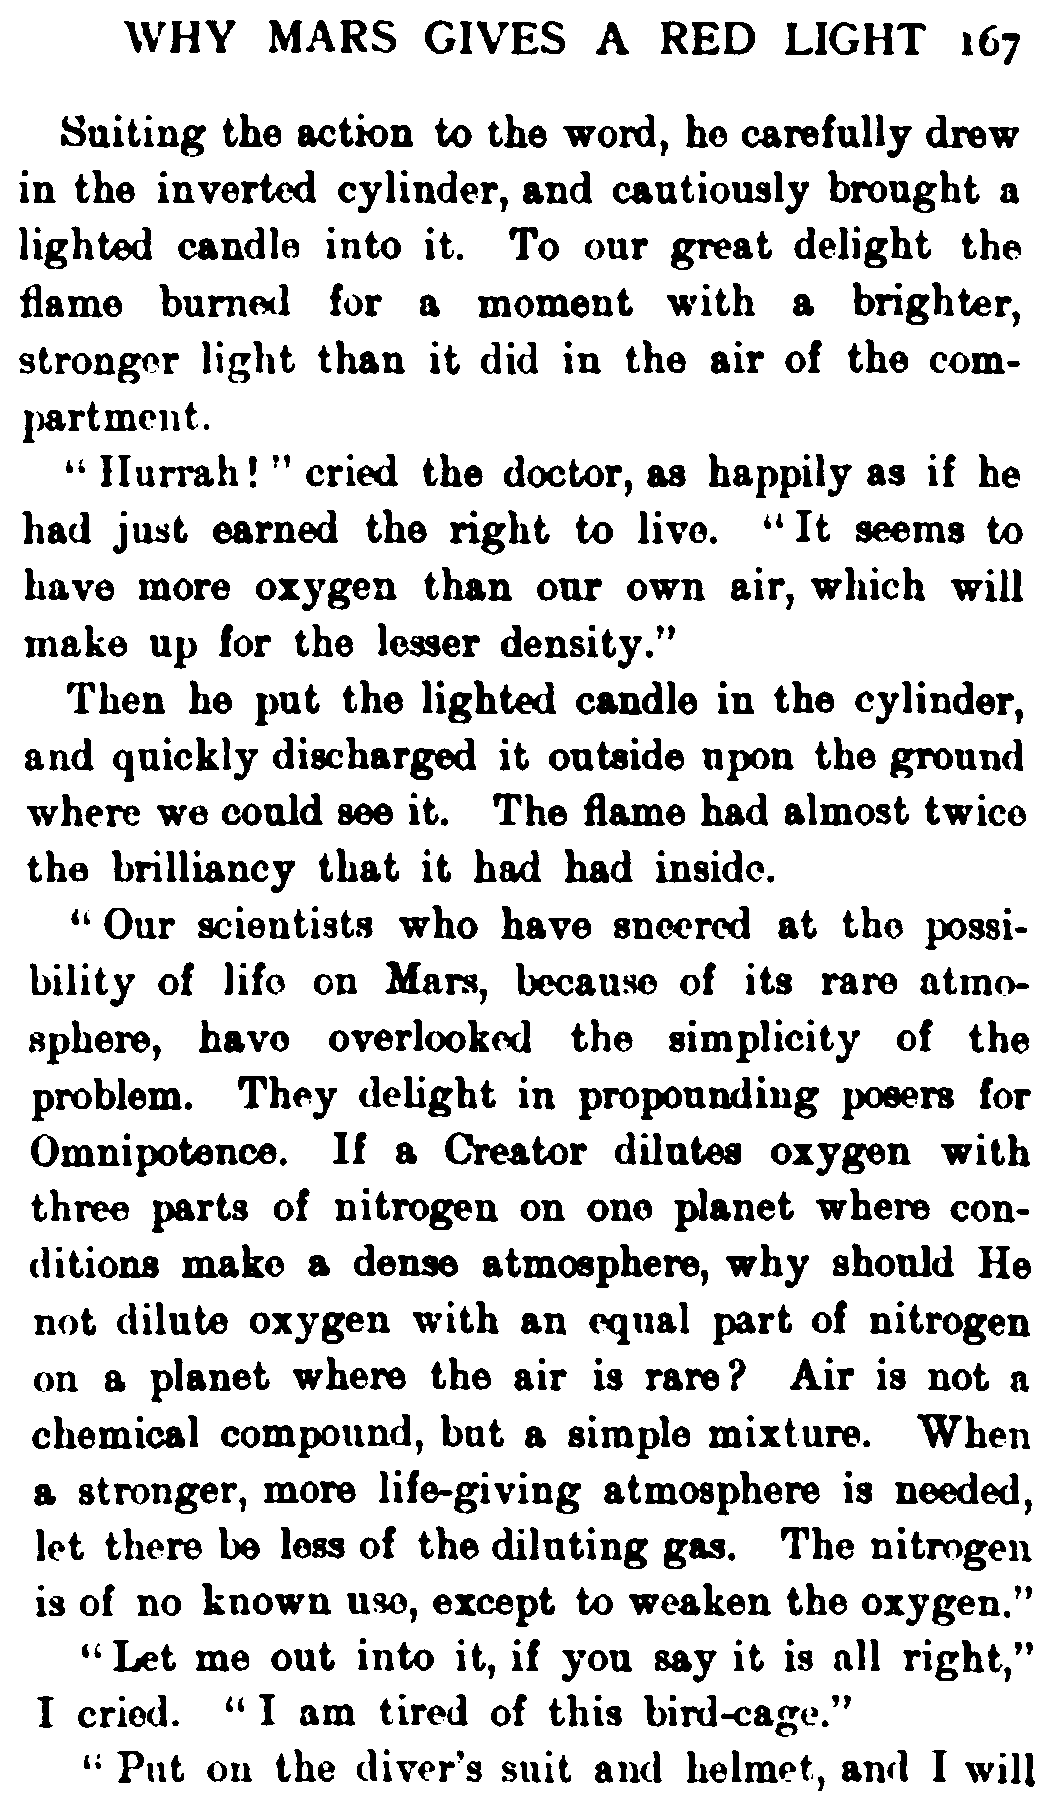 WHY MARS GIVES A RED LIGHT 167
Suiting the action to the word, he carefully drew
in the inverted cylinder, and cautiously brought a
lighted candle into it. To our great delight the
flame burned for a moment with a brighter,
stronger light than it did in the air of the com-
partment.
"Hurrah!" cried the doctor, as happily as if he
had just earned the right to live. "It seems to
have more oxygen than our own air, which will
make up for the lesser density."
Then he put the lighted candle in the cylinder,
and quickly discharged it outside upon the ground
where we could see it. The flame had almost twice
the brilliancy that it had had inside.
"Our scientists who have sneered at the possi-
bility of life on Mars, because of its rare atmo-
sphere, have overlooked the simplicity of the
problem. They delight in propounding posers for
Omnipotence. If a Creator dilutes oxygen with
three parts of nitrogen on one planet where con-
ditions make a dense atmosphere, why should He
not dilute oxygen with an equal part of nitrogen
on a planet where the air is rare? Air is not a
chemical compound, but a simple mixture. When
a stronger, more life-giving atmosphere is needed,
let there be less of the diluting gas. The nitrogen
is of no known use, except to weaken the oxygen."
"Let me out into it, if you say it is all right,"
I cried. "I am tired of this bird-cage."
"Put on the diver's suit and helmet, and I will